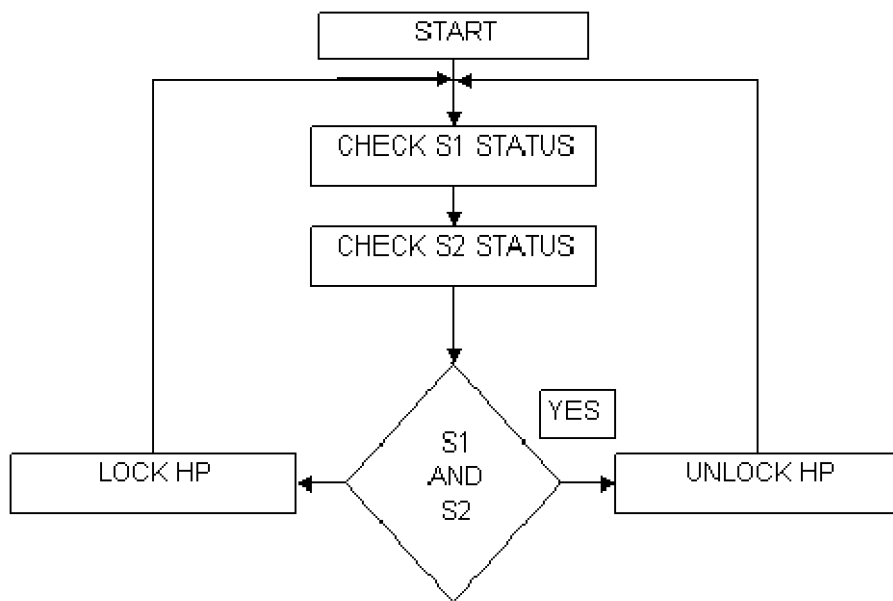 START
CHECK S1 STATUS
CHECK S2 STATUS
YES
S1
AND
S2
LOCK HP
UNLOCK HP